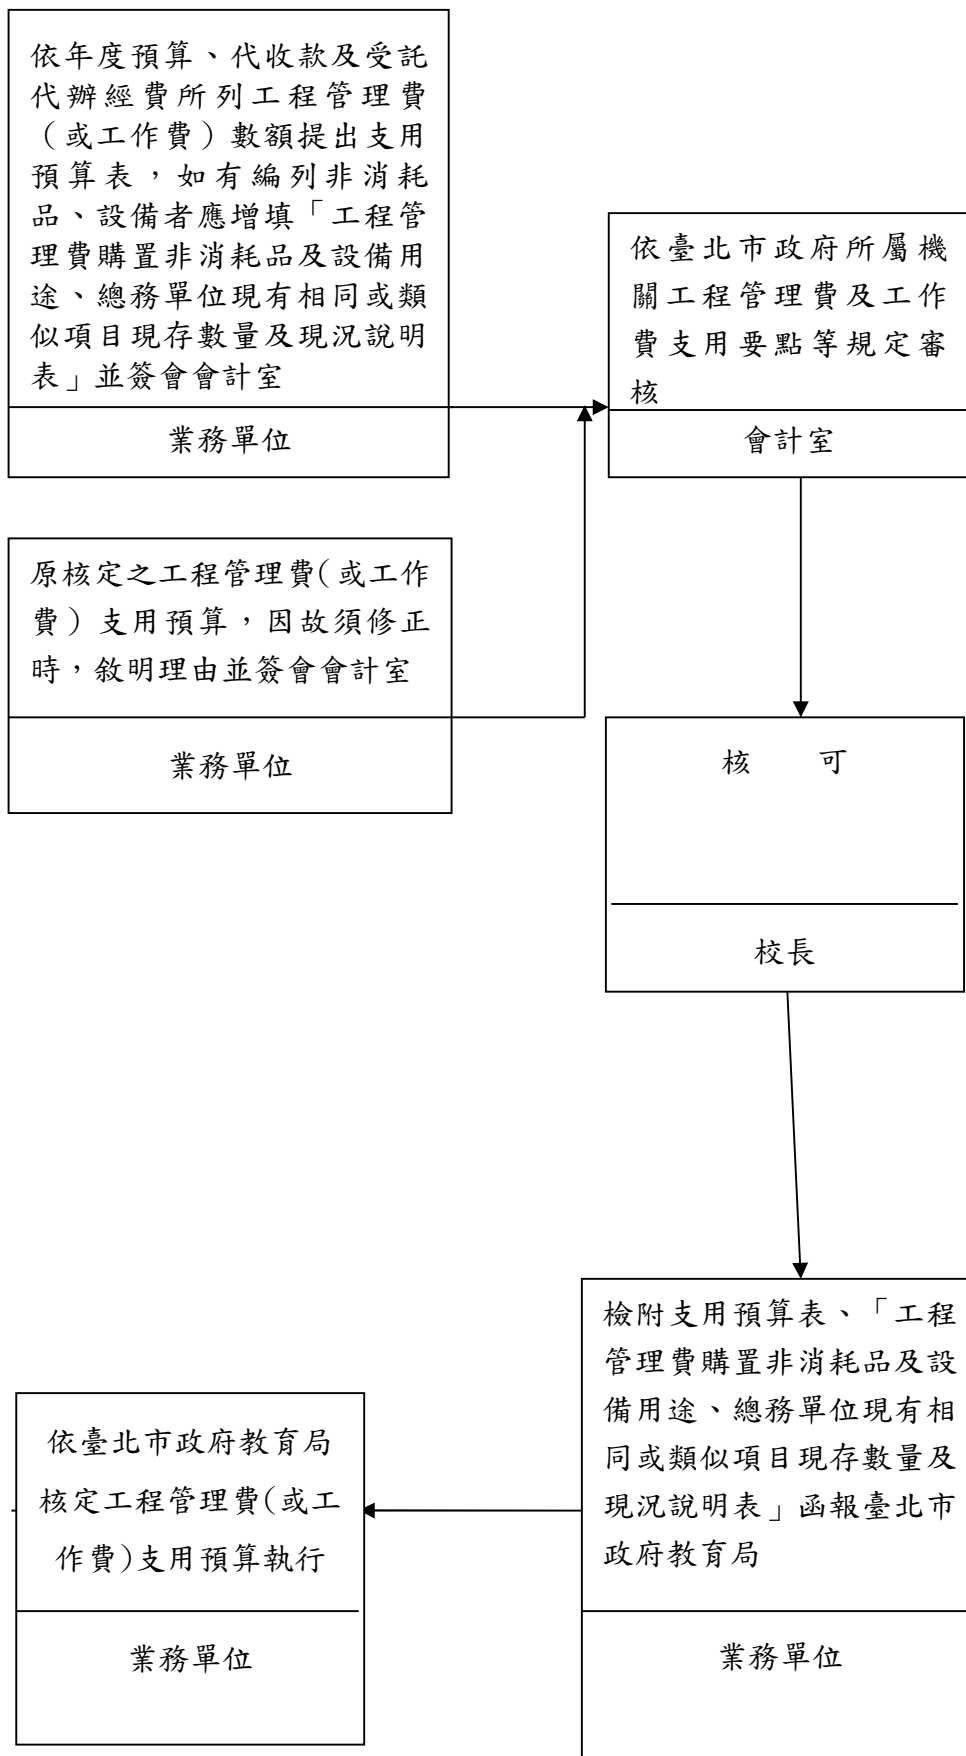 依年度預算、代收款及受託
代辦經費所列工程管理費
（或工作費）數額提出支用
預算表，如有編列非消耗
品、設備者應增填「工程管
理費購置非消耗品及設備用
途、總務單位現有相同或類
似項目現存數量及現況說明
表」並簽會會計室
業務單位
依臺北市政府所屬機
關工程管理費及工作
費支用要點等規定審
核
會計室
原核定之工程管理費(或工作
費）支用預算，因故須修正
時，敘明理由並簽會會計室
業務單位
核　　可
校長
檢附支用預算表、「工程
管理費購置非消耗品及設
備用途、總務單位現有相
同或類似項目現存數量及
現況說明表」函報臺北市
政府教育局
業務單位
依臺北市政府教育局
核定工程管理費(或工
作費)支用預算執行
業務單位